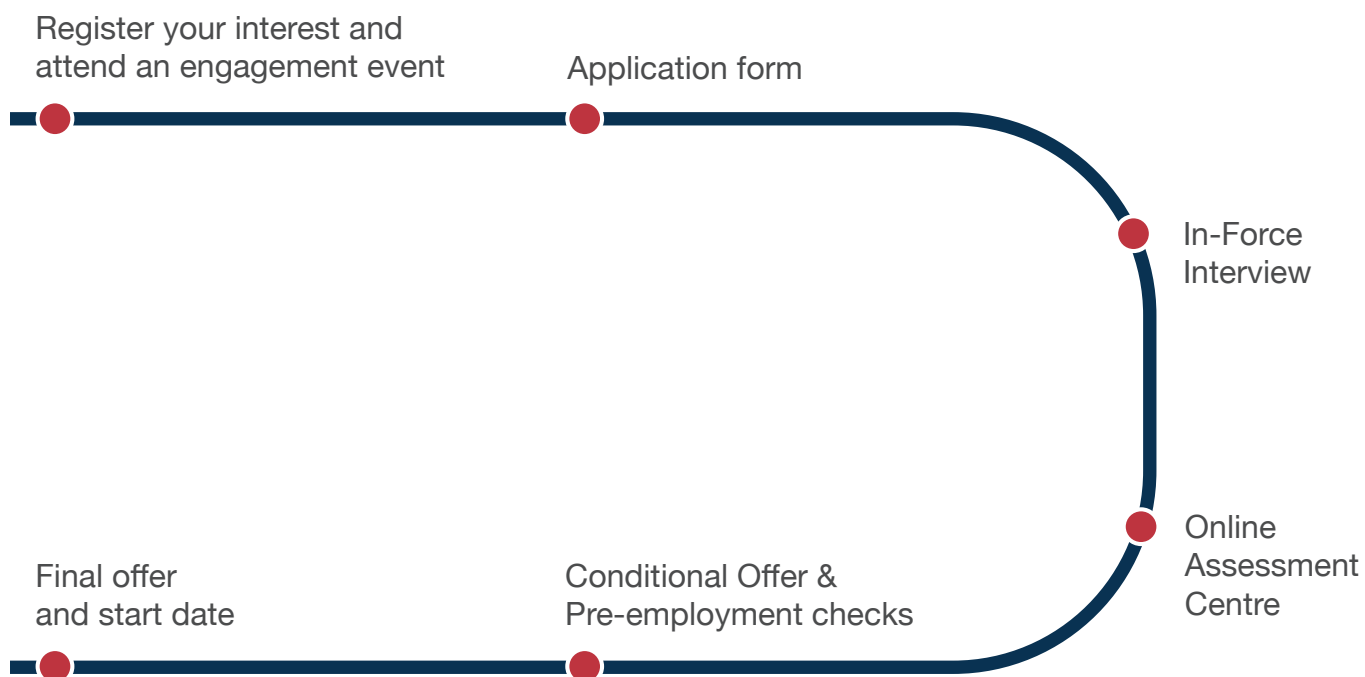 Register your interest and
attend an engagement event
Application form
In-Force
Interview
Online
Assessment
Centre
Conditional Offer &
Pre-employment checks
Final offer
and start date